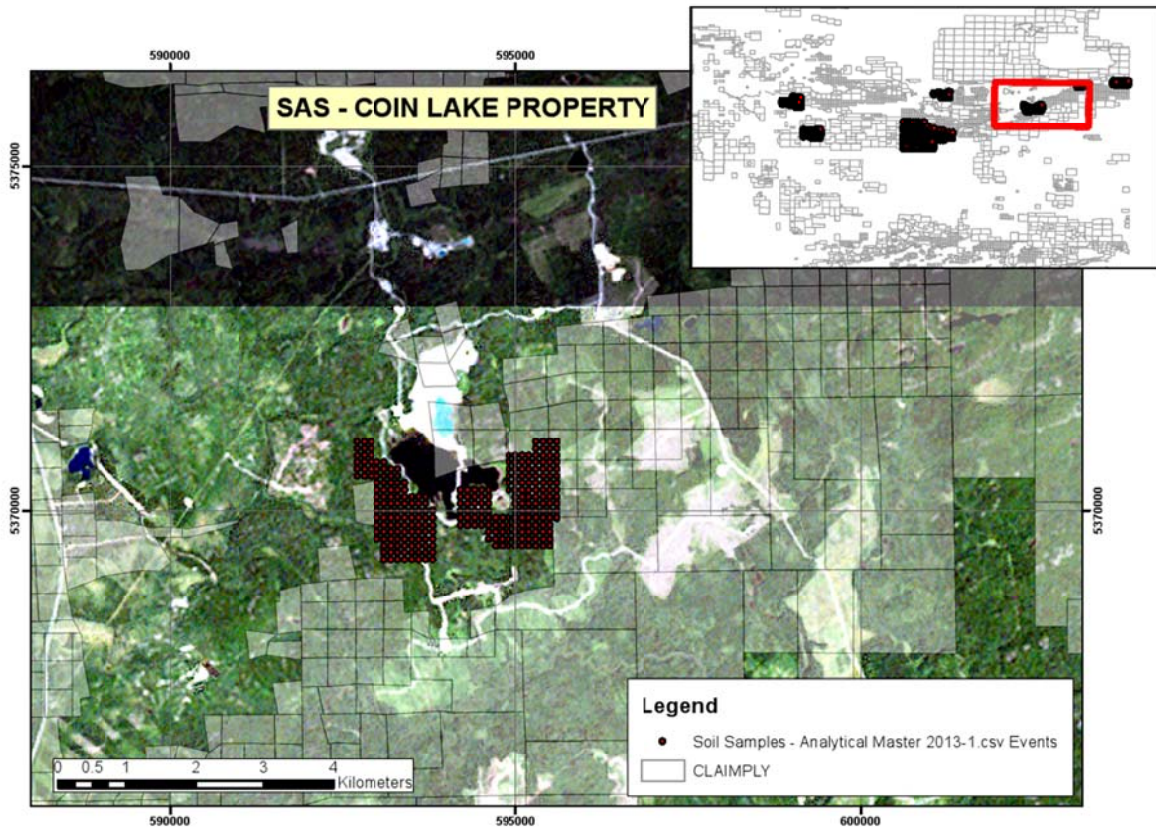 590000
595000
SAS - COIN LAKE PROPERTY
5375000
5370000
5370000
Legend
Soil Samples - Analytical Master 2013-1.csv Events
CLAIMPLY
0 0.5 1 2 3 4
Kilometers
590000
595000
600000